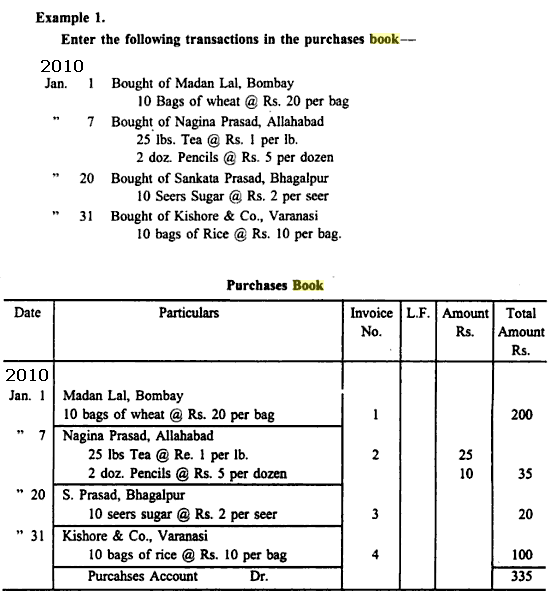 Example 1.
Enter the following transactions in the purchases book—
2010
Jan. 1 Bought of Madan Lal, Bombay
10 Bags of wheat @ Rs. 20 per bag
” 7 Bought of Nagina Prasad, Allahabad
25 lbs. Tea @ Rs. 1 per lb.
2 doz. Pencils @ Rs. 5 per dozen
” 20 Bought of Sankata Prasad, Bhagalpur
10 Seers Sugar @ Rs. 2 per seer
” 31 Bought of Kishore & Co., Varanasi
10 bags of Rice @ Rs. 10 per bag.
Purchases Book
Date Particulars Invoice L.F. Amount Total
No. Rs. Amount
Rs.
2010
Jan. 1 Madan Lal, Bombay
10 bags of wheat @ Rs. 20 per bag 1 200
” 7 Nagina Prasad, Allahabad
25 lbs Tea @ Re. 1 per lb. 2 25
2 doz. Pencils @ Rs. 5 per dozen 10 35
” 20 S. Prasad, Bhagalpur
10 seers sugar @ Rs. 2 per seer 3 20
” 31 Kishore & Co., Varanasi
10 bags of rice @ Rs. 10 per bag 4 100
Purcahses Account Dr. 335